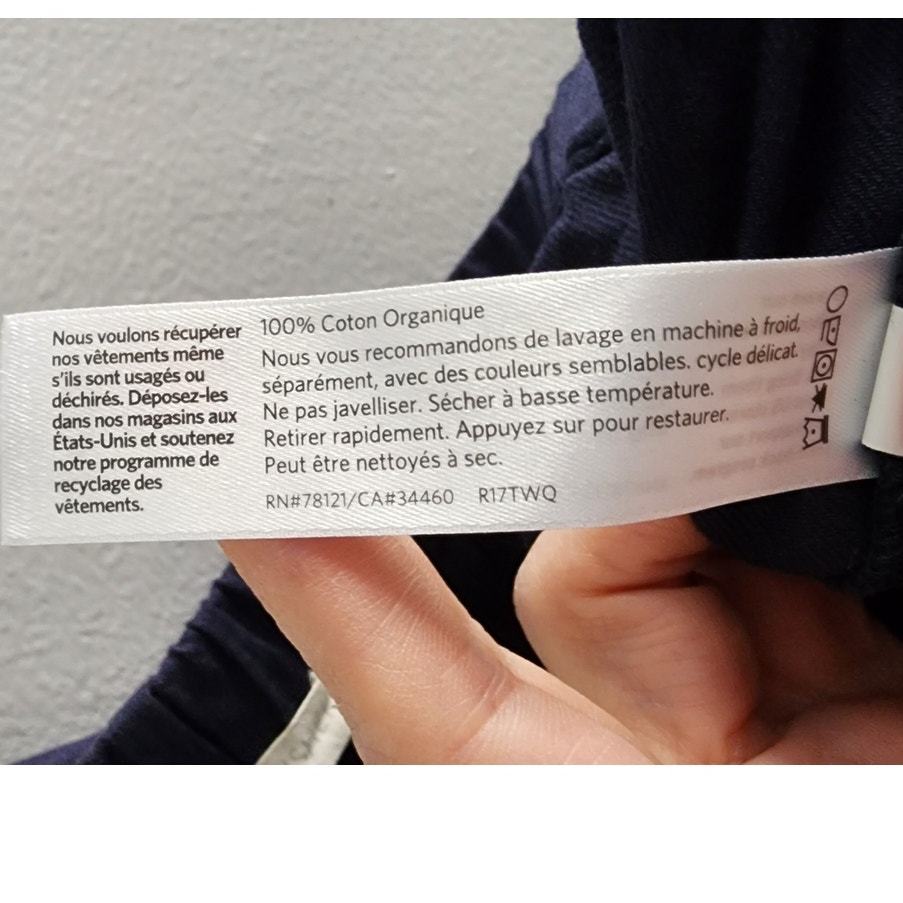 Nous voulons récupérer
nos vêtements même
s'ils sont usagés ou
déchirés. Déposez-les
dans nos magasins aux
États-Unis et soutenez
notre programme de
recyclage des
vêtements.
100% Coton Organique
Nous vous recommandons de lavage en machine à froid,
séparément, avec des couleurs semblables. cycle délicat.
Ne pas javelliser. Sécher à basse température.
Retirer rapidement. Appuyez sur pour restaurer.
Peut être nettoyés à sec.
RN#78121/CA#34460 R17TWQ